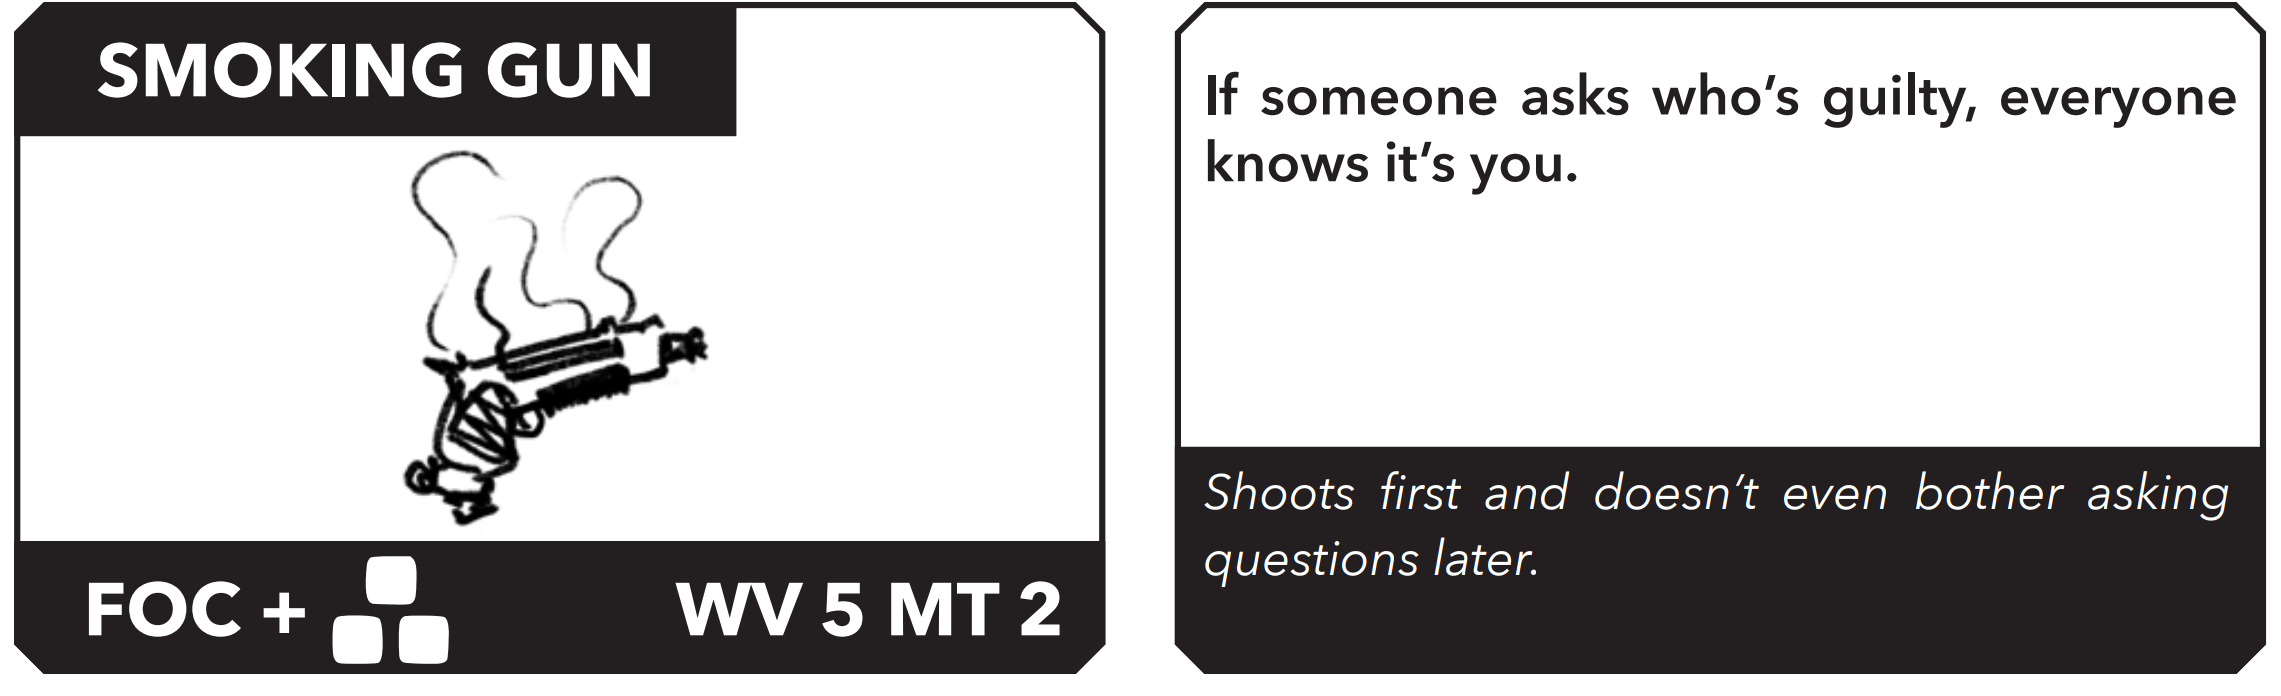 SMOKING GUN
FOC +
WV 5 MT 2
If someone asks who's guilty, everyone
knows it's you.
Shoots first and doesn't even bother asking
questions later.